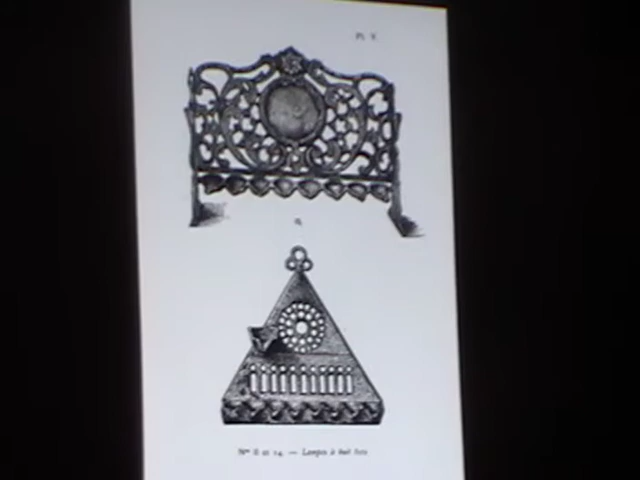 Pl. V.
Nos 8 et 14. — Lampes à huit feux